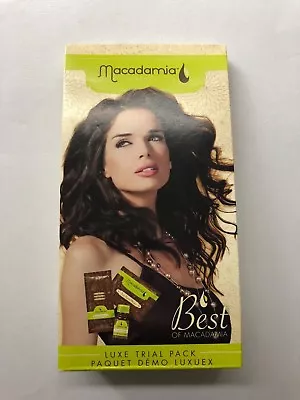 macadamia
Best
OF MACADAMIA
LUXE TRIAL PACK
PAQUET DÉMO LUXUEX